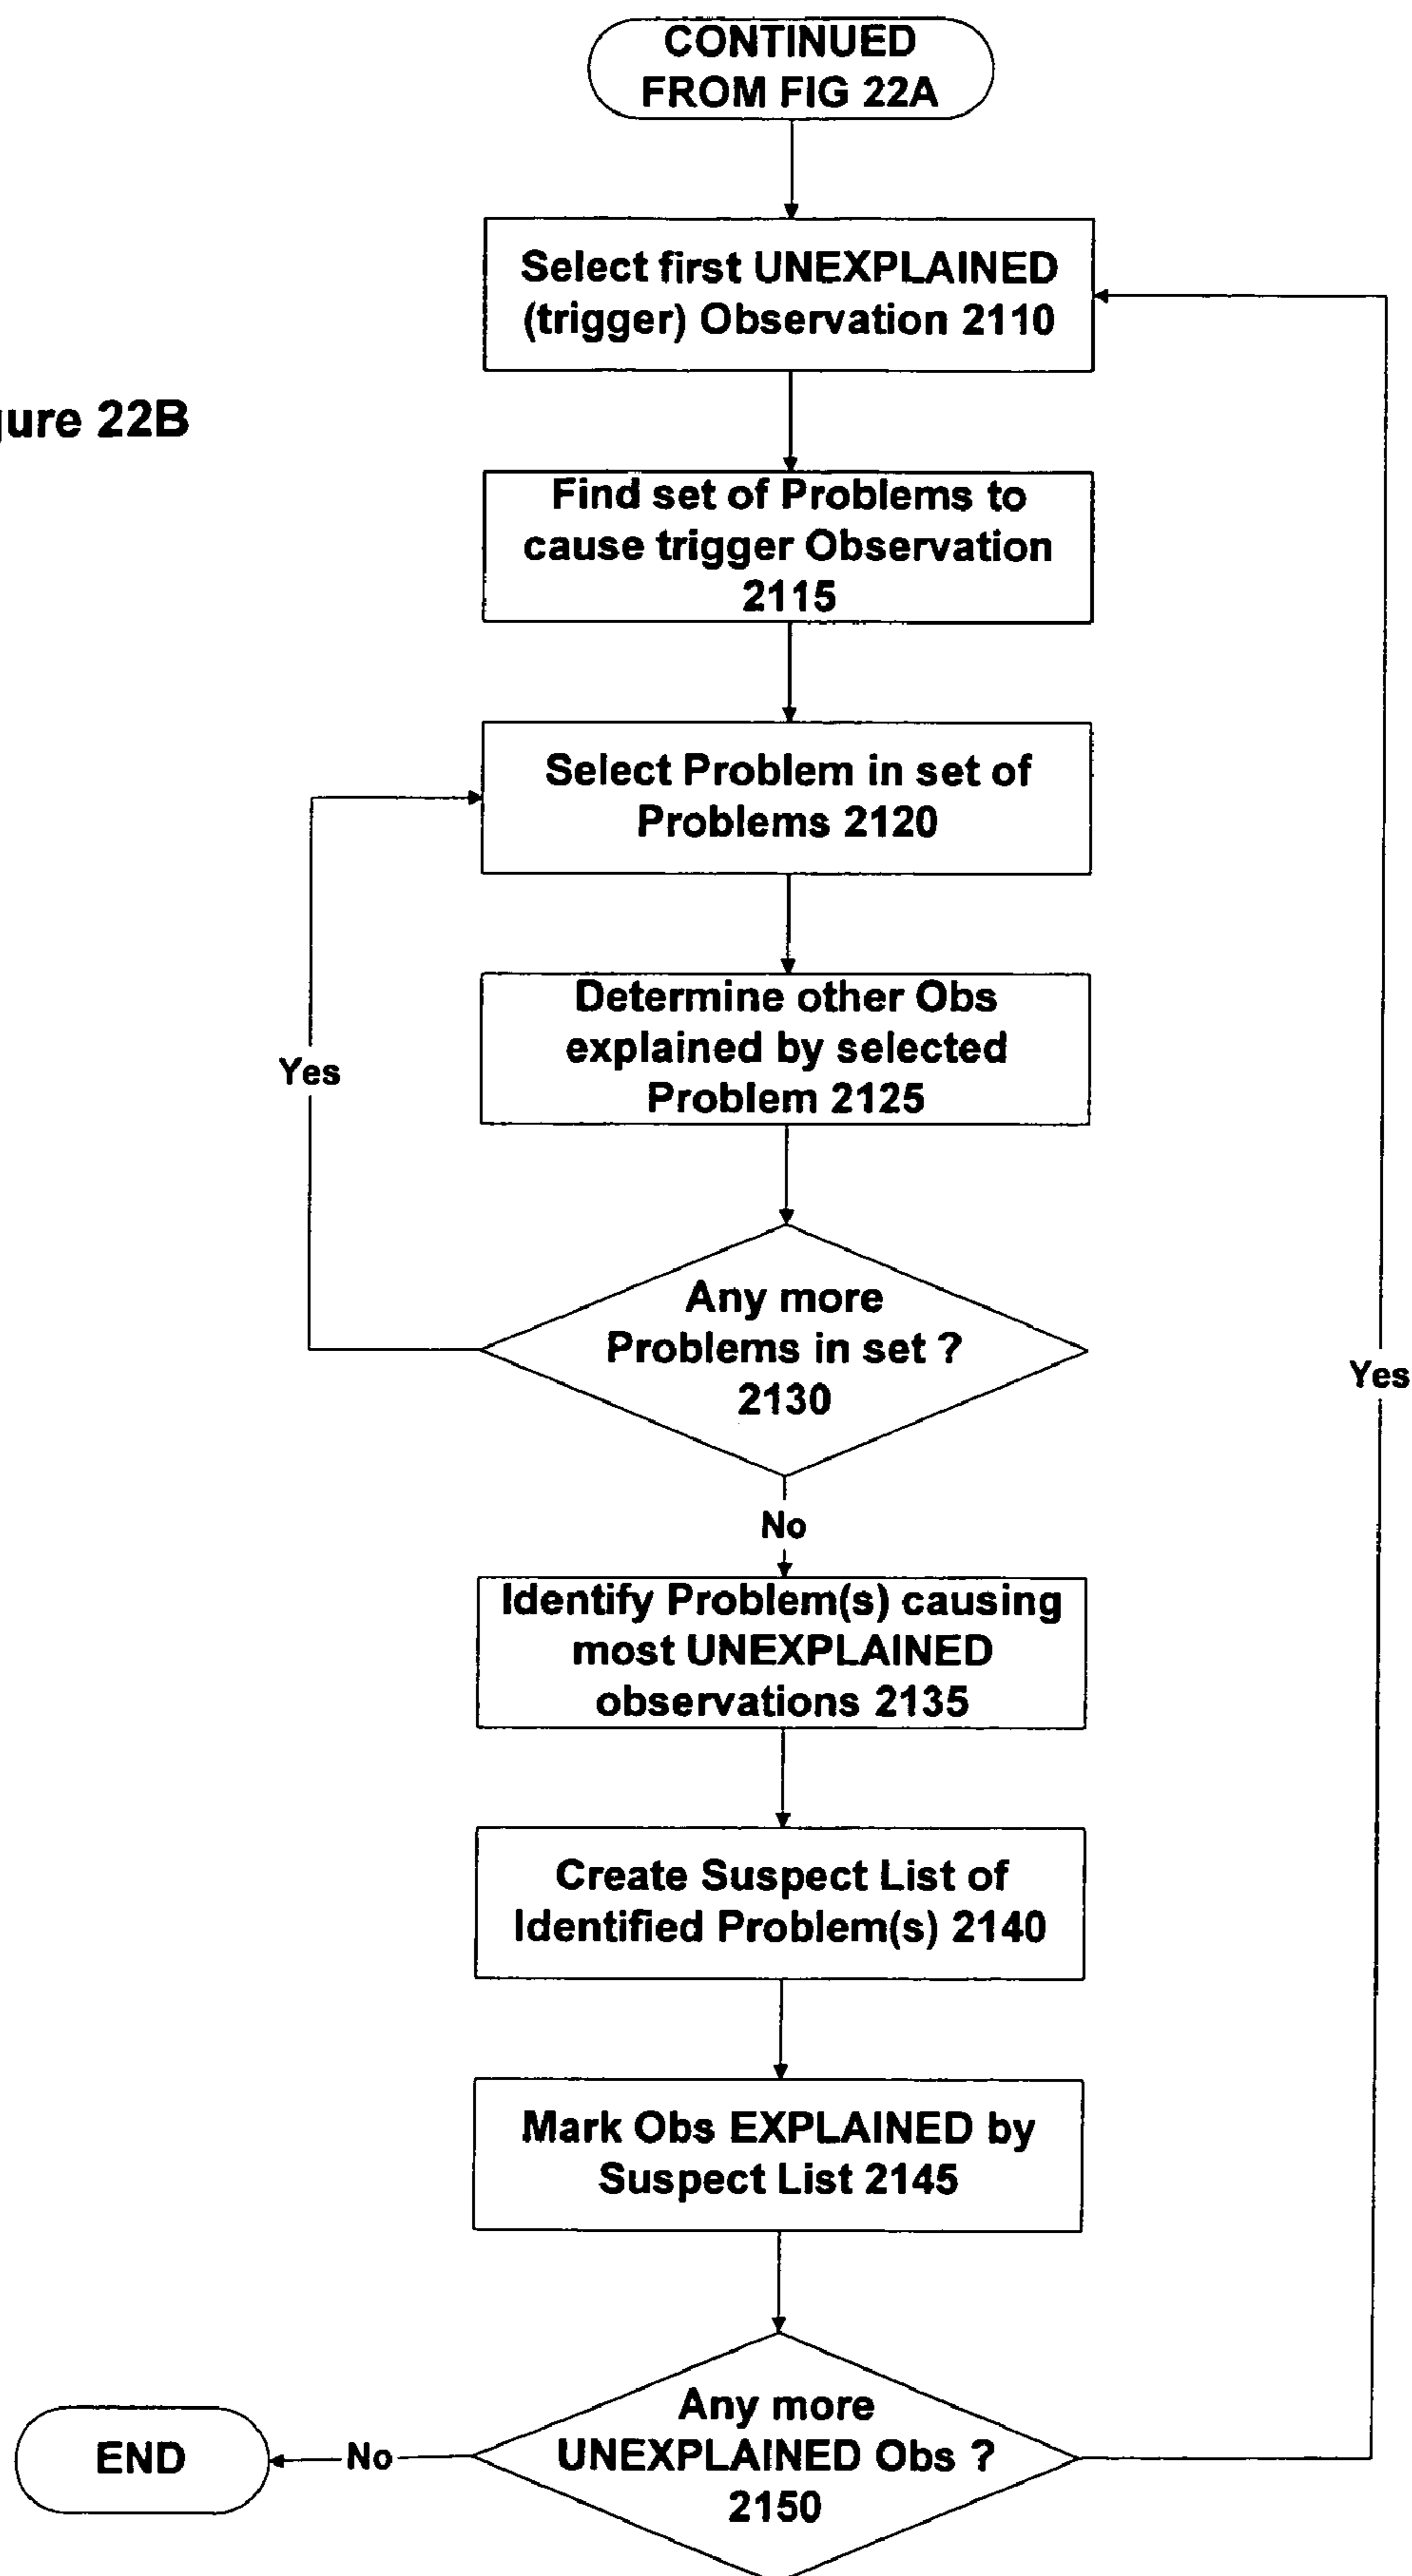 CONTINUED
FROM FIG 22A
Select first UNEXPLAINED
(trigger) Observation 2110
gure 22B
Find set of Problems to
cause trigger Observation
2115
Select Problem in set of
Problems 2120
Determine other Obs
explained by selected
Problem 2125
Yes
Any more
Problems in set ?
2130
Yes
No
Identify Problem(s) causing
most UNEXPLAINED
observations 2135
Create Suspect List of
Identified Problem(s) 2140
Mark Obs EXPLAINED by
Suspect List 2145
Any more
UNEXPLAINED Obs ?
2150
No
END